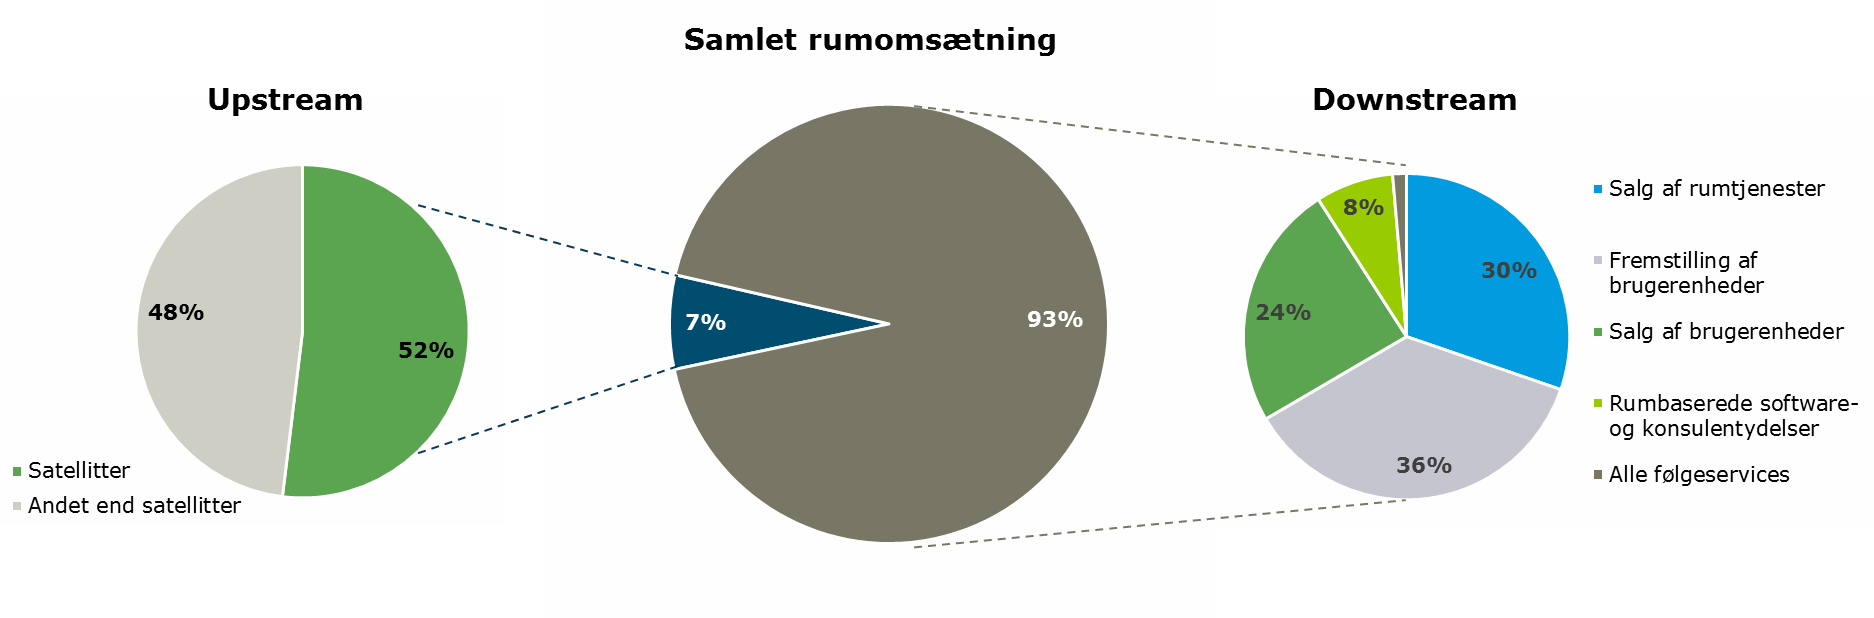 Samlet rumomsætning
Upstream
48%
52%
Satellitter
Andet end satellitter
7%
93%
Downstream
8%
30%
24%
36%
Salg af rumtjenester
Fremstilling af
brugerenheder
Salg af brugerenheder
Rumbaserede software-
og konsulentydelser
Alle følgeservices